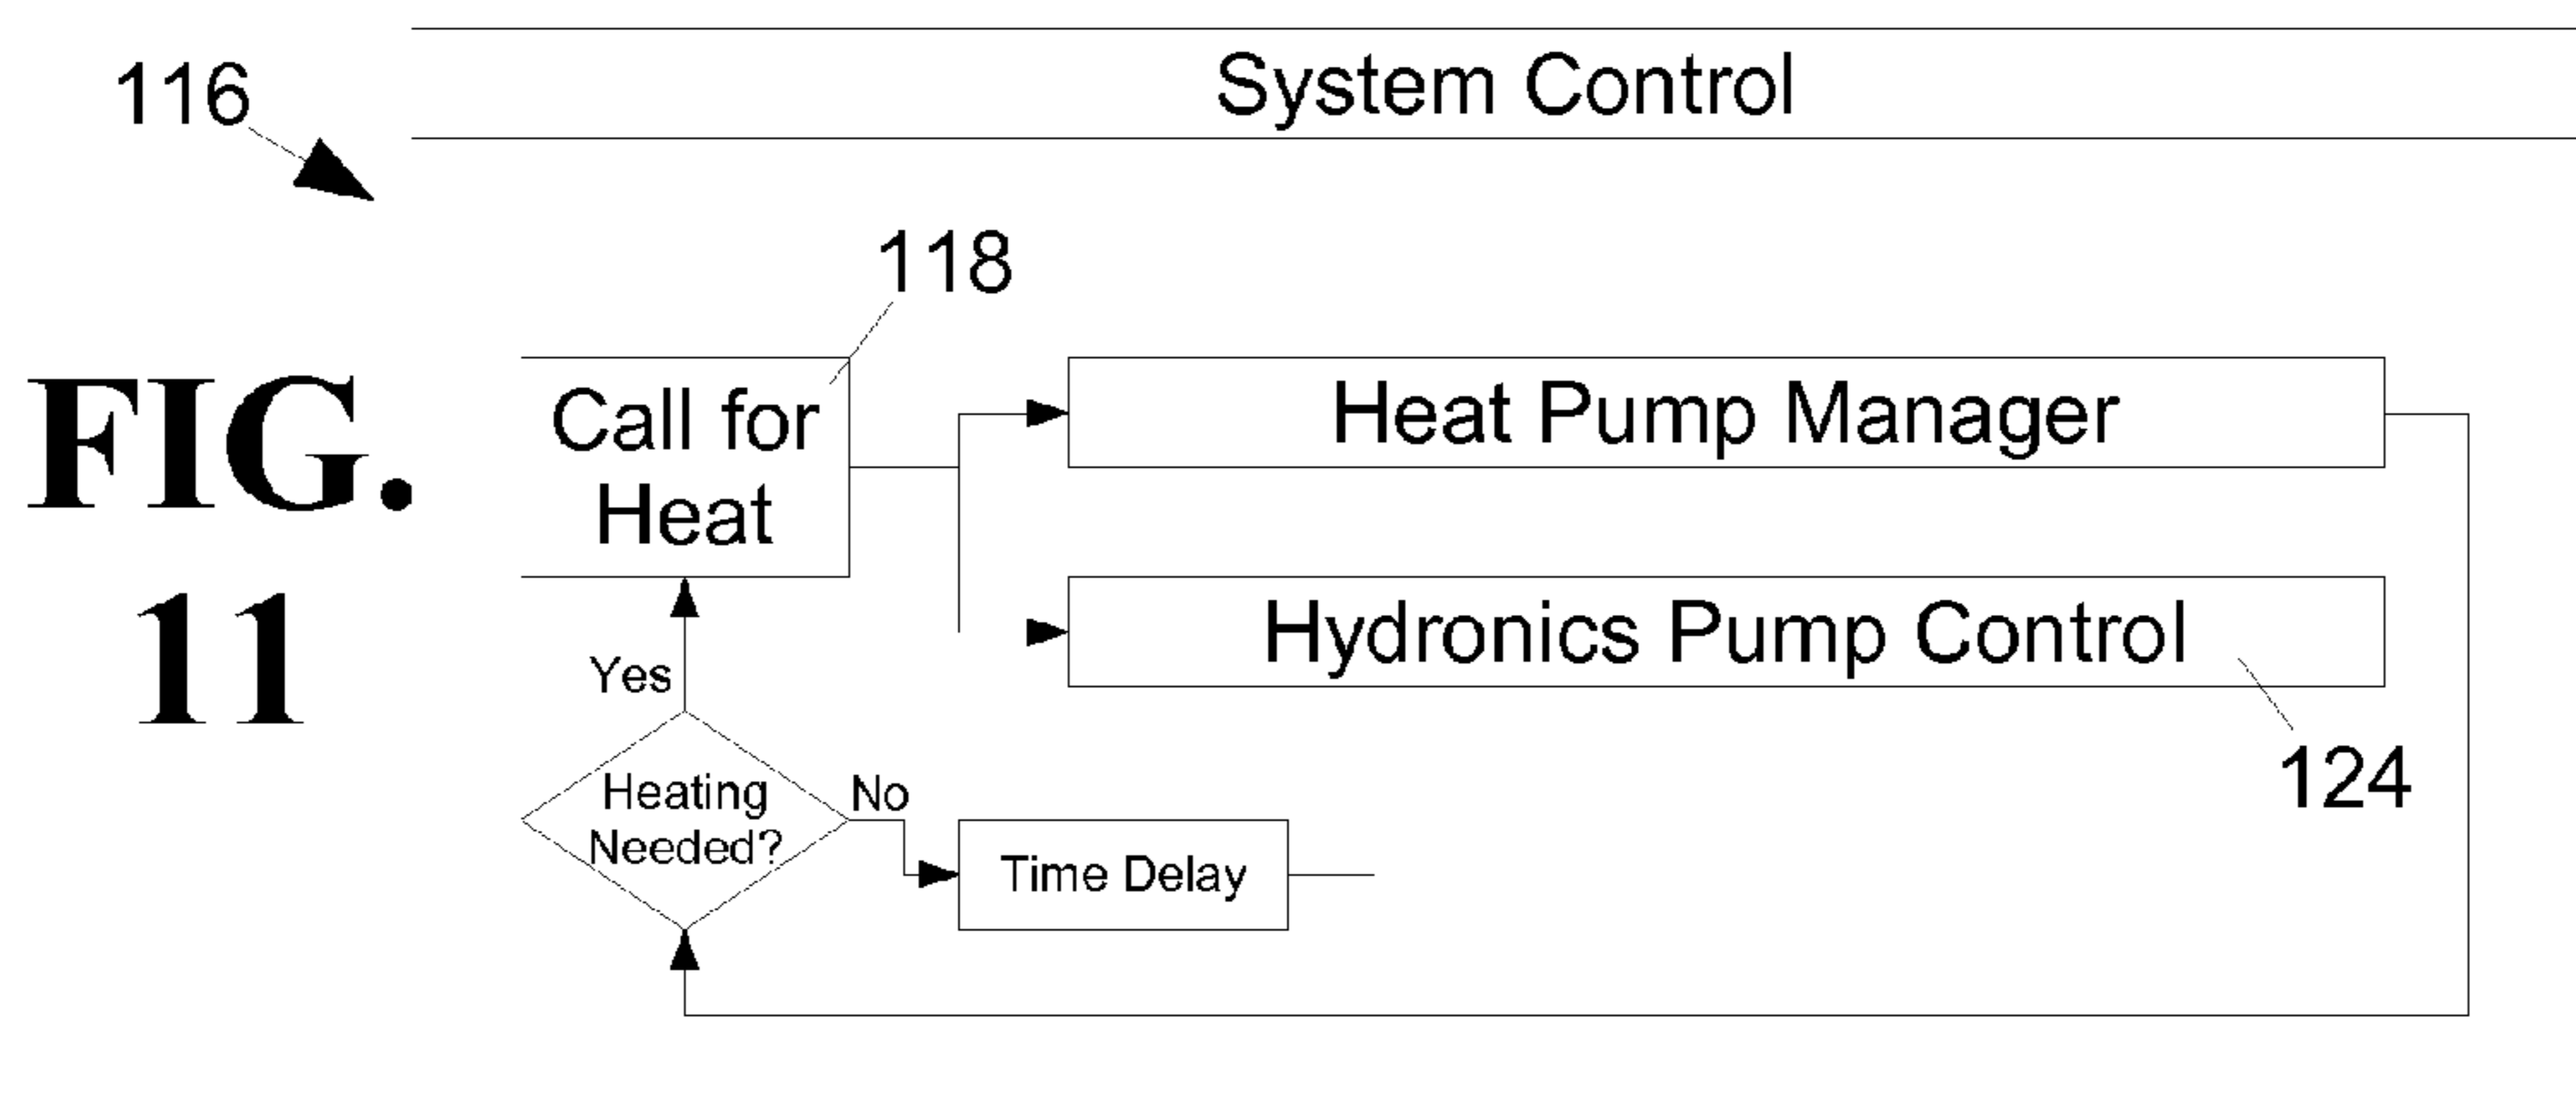 System Control
116
118
FIG.
11
Call for
Heat
Heat Pump Manager
Hydronics Pump Control
Yes
124
Heating
Needed?
No
Time Delay